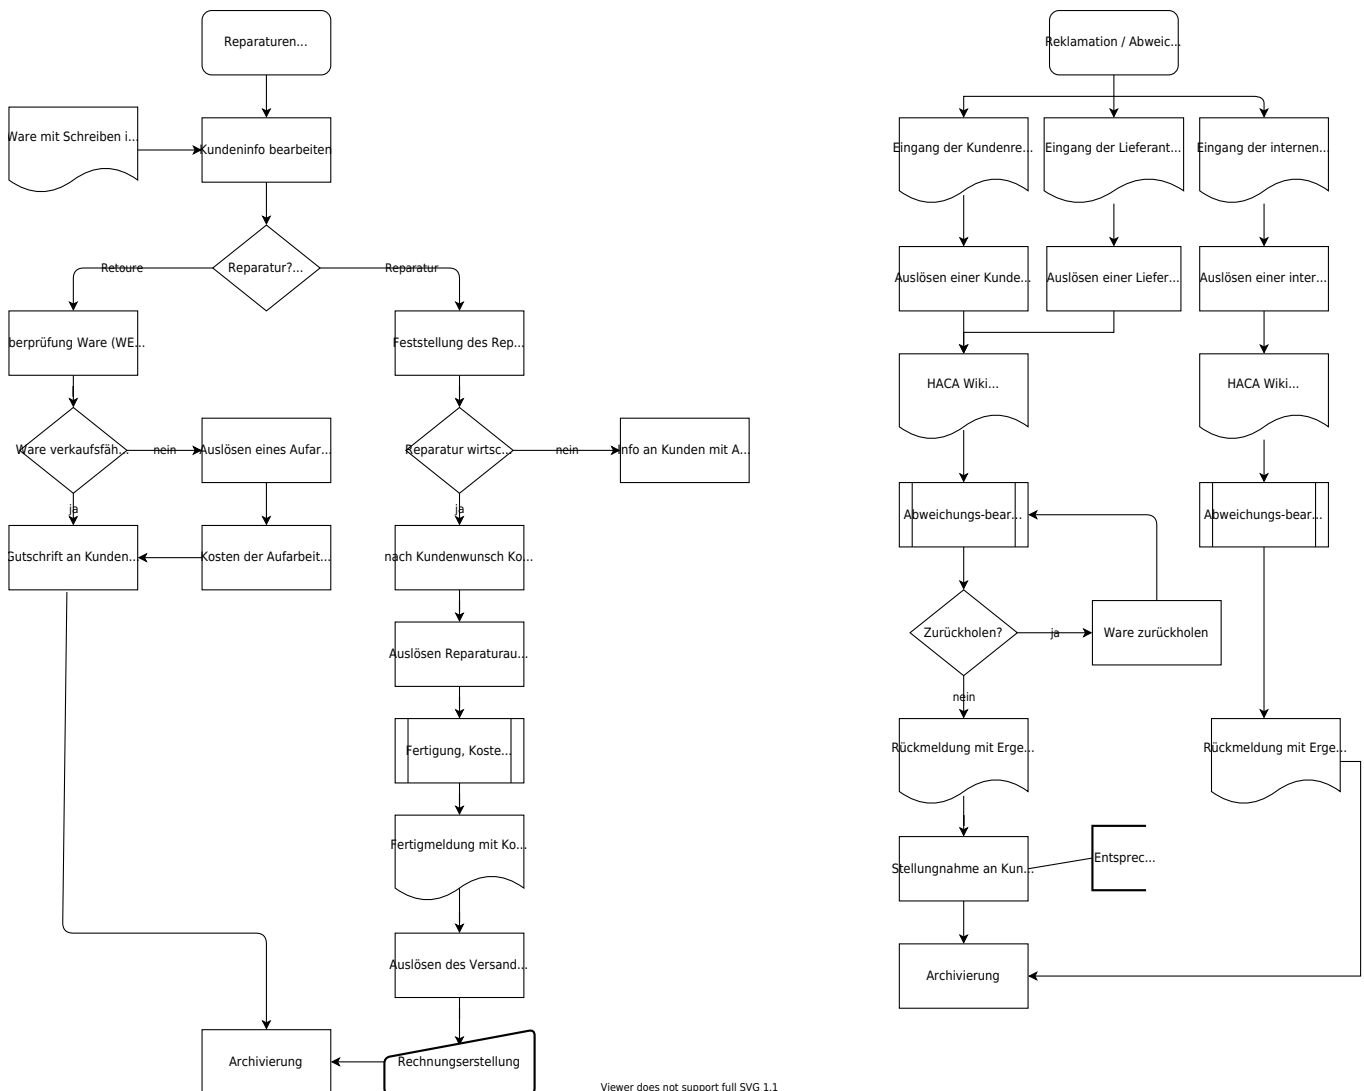 Reparaturen...
Ware mit Schreiben i...
Kundeninfo bearbeiten
Reparatur?...
Retoure
Reparatur
berprüfung Ware (WE...
Feststellung des Rep...
Ware verkaufsfäh...
nein
Auslösen eines Aufar...
Reparatur wirtsc...
nein
Info an Kunden mit A...
ja
ja
Gutschrift an Kunden...
Kosten der Aufarbeit...
nach Kundenwunsch Ko...
Auslösen Reparaturau...
Fertigung, Koste...
Fertigmeldung mit Ko...
Auslösen des Versand...
Archivierung
Rechnungserstellung
Reklamation / Abweic...
Eingang der Kundenre...
Eingang der Lieferant...
Eingang der internen...
Auslösen einer Kunde...
Auslösen einer Liefer...
Auslösen einer inter...
HACA Wiki...
HACA Wiki...
Abweichungs-bear...
Abweichungs-bear...
Zurückholen?
ja
Ware zurückholen
nein
Rückmeldung mit Erge...
Rückmeldung mit Erge...
Stellungnahme an Kun...
Entsprec...
Archivierung
Viewer does not support full SVG 1.1